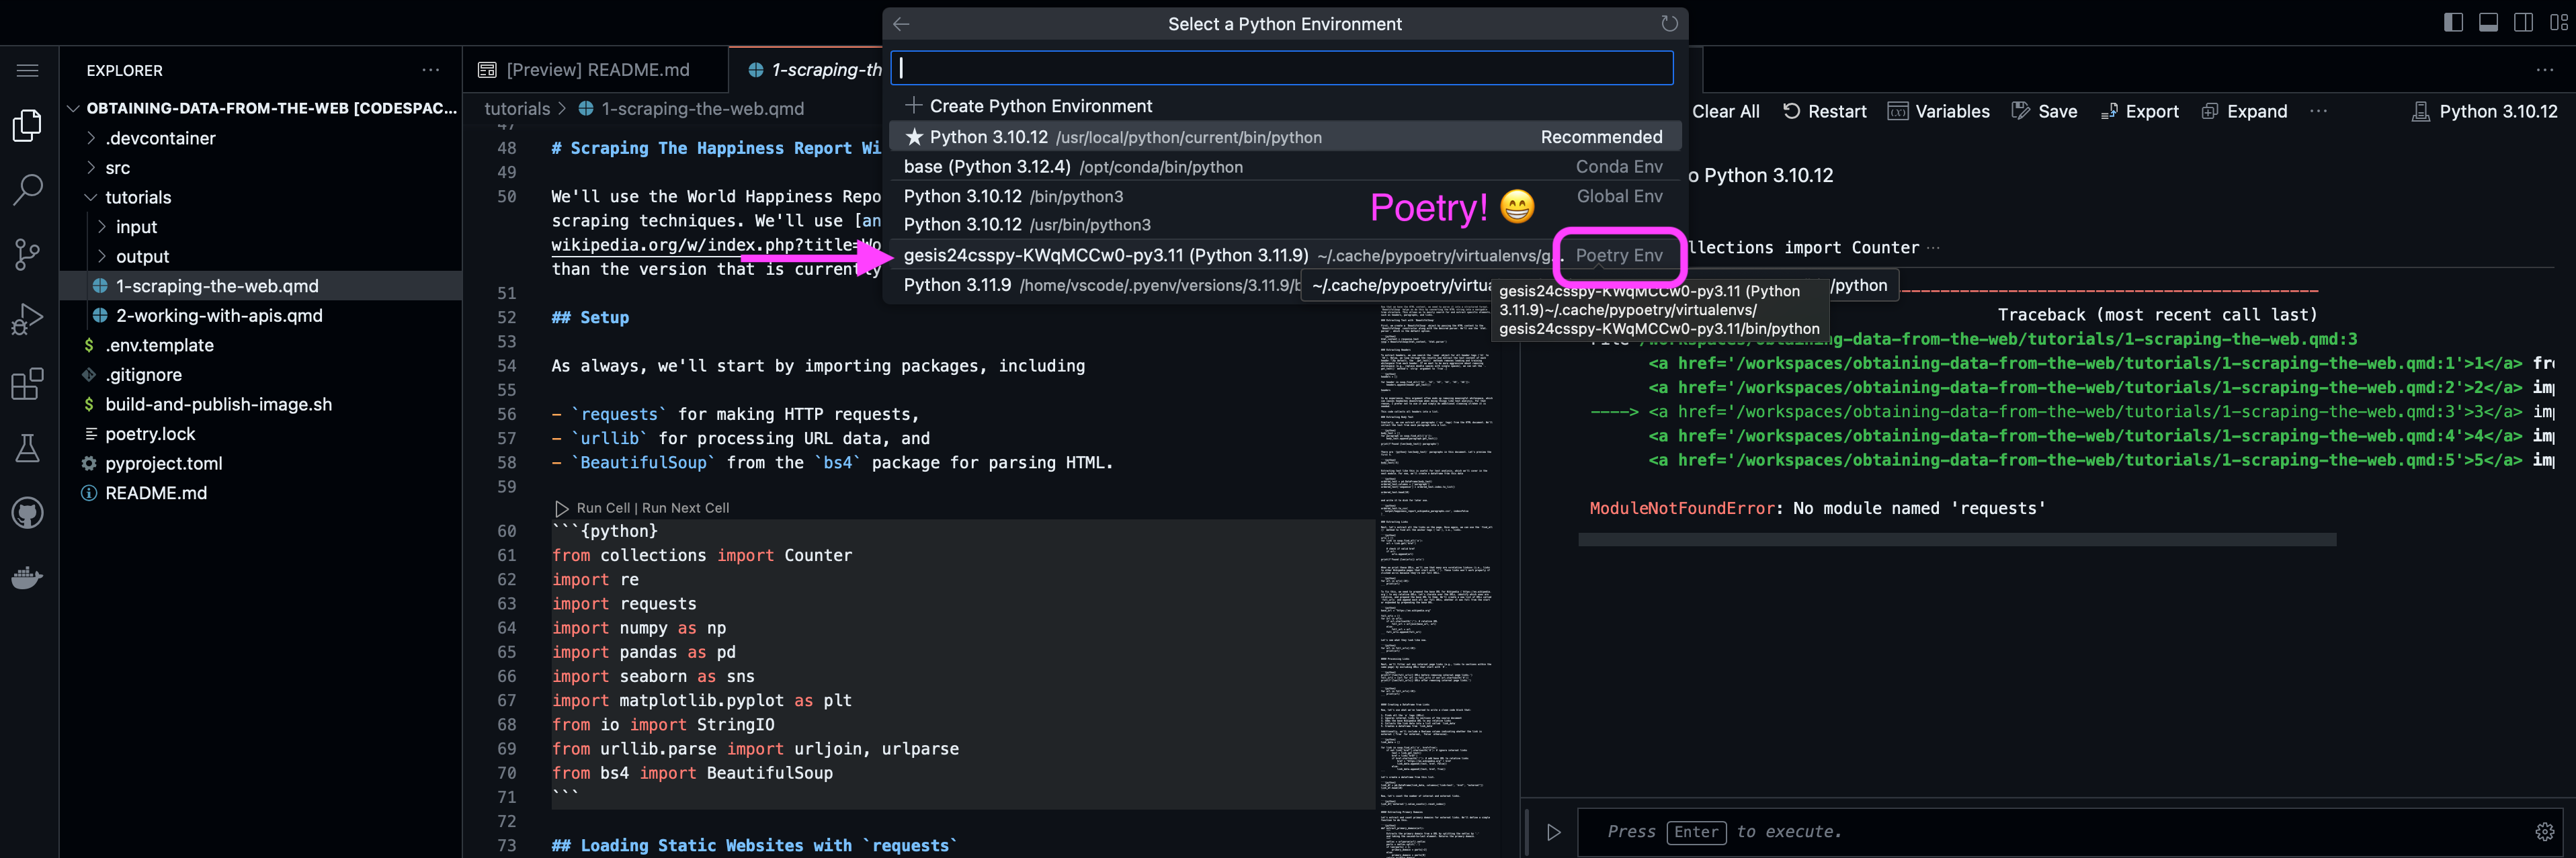 Select a Python Environment
Create Python Environment
Python 3.10.12 /usr/local/python/current/bin/python Recommended
base (Python 3.12.4) /opt/conda/bin/python Conda Env
Python 3.10.12 /bin/python3 Global Env
Python 3.10.12 /usr/bin/python3
gesis24csspy-KWqMCCw0-py3.11 (Python 3.11.9) ~/.cache/pypoetry/virtualenvs/g... Poetry Env
Python 3.11.9 /home/vscode/.pyenv/versions/3.11.9/b
~/.cache/pypoetry/virtua
/python
gesis24csspy-KWqMCCw0-py3.11 (Python
3.11.9)~/.cache/pypoetry/virtualenvs/
gesis24csspy-KWqMCCw0-py3.11/bin/python
Poetry! 😁
EXPLORER
OBTAINING-DATA-FROM-THE-WEB [CODESPAC...
.devcontainer
src
tutorials
input
output
1-scraping-the-web.qmd
2-working-with-apis.qmd
.env.template
.gitignore
build-and-publish-image.sh
poetry.lock
pyproject.toml
README.md
[Preview] README.md
1-scraping-th
tutorials > 1-scraping-the-web.qmd
47
48 # Scraping The Happiness Report Wi
49
50 We'll use the World Happiness Repo
scraping techniques. We'll use [an
wikipedia.org/w/index.php?title=Wo
than the version that is currently
51
52 ## Setup
53
54 As always, we'll start by importing packages, including
55
56 - `requests` for making HTTP requests,
57 - `urllib` for processing URL data, and
58 - `BeautifulSoup` from the `bs4` package for parsing HTML.
59
Run Cell | Run Next Cell
60 ```{python}
61 from collections import Counter
62 import re
63 import requests
64 import numpy as np
65 import pandas as pd
66 import seaborn as sns
67 import matplotlib.pyplot as plt
68 from io import StringIO
69 from urllib.parse import urljoin, urlparse
70 from bs4 import BeautifulSoup
71 ```
72
73 ## Loading Static Websites with `requests`
Clear All Restart Variables Save Export Expand ... Python 3.10.12
o Python 3.10.12
llections import Counter ...
Traceback (most recent call last)
File /workspaces/obtaining-data-from-the-web/tutorials/1-scraping-the-web.qmd:3
<a href='/workspaces/obtaining-data-from-the-web/tutorials/1-scraping-the-web.qmd:1'>1</a> fr
<a href='/workspaces/obtaining-data-from-the-web/tutorials/1-scraping-the-web.qmd:2'>2</a> im
----> <a href='/workspaces/obtaining-data-from-the-web/tutorials/1-scraping-the-web.qmd:3'>3</a> im
<a href='/workspaces/obtaining-data-from-the-web/tutorials/1-scraping-the-web.qmd:4'>4</a> im
<a href='/workspaces/obtaining-data-from-the-web/tutorials/1-scraping-the-web.qmd:5'>5</a> im
ModuleNotFoundError: No module named 'requests'
Press Enter to execute.